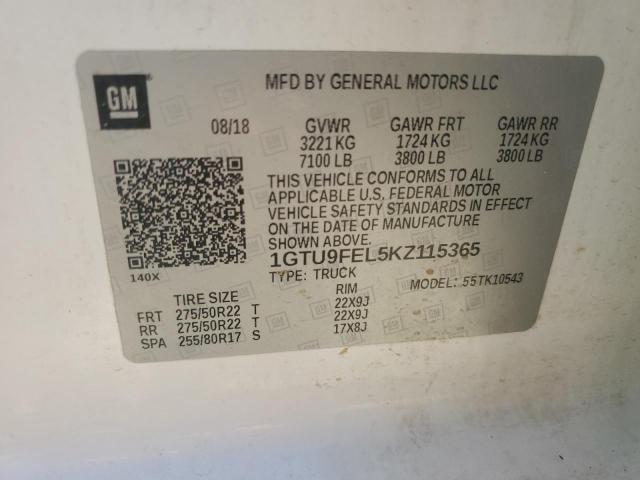 GM
MFD BY GENERAL MOTORS LLC
08/18 GVWR GAWR FRT GAWR RR
3221 KG 1724 KG 1724 KG
7100 LB 3800 LB 3800 LB
THIS VEHICLE CONFORMS TO ALL
APPLICABLE U.S. FEDERAL MOTOR
VEHICLE SAFETY STANDARDS IN EFFECT
ON THE DATE OF MANUFACTURE
SHOWN ABOVE.
1GTU9FEL5KZ115365
140X TYPE: TRUCK MODEL: 55TK10543
TIRE SIZE RIM
FRT 275/50R22 T 22X9J
RR 275/50R22 T 22X9J
SPA 255/80R17 S 17X8J